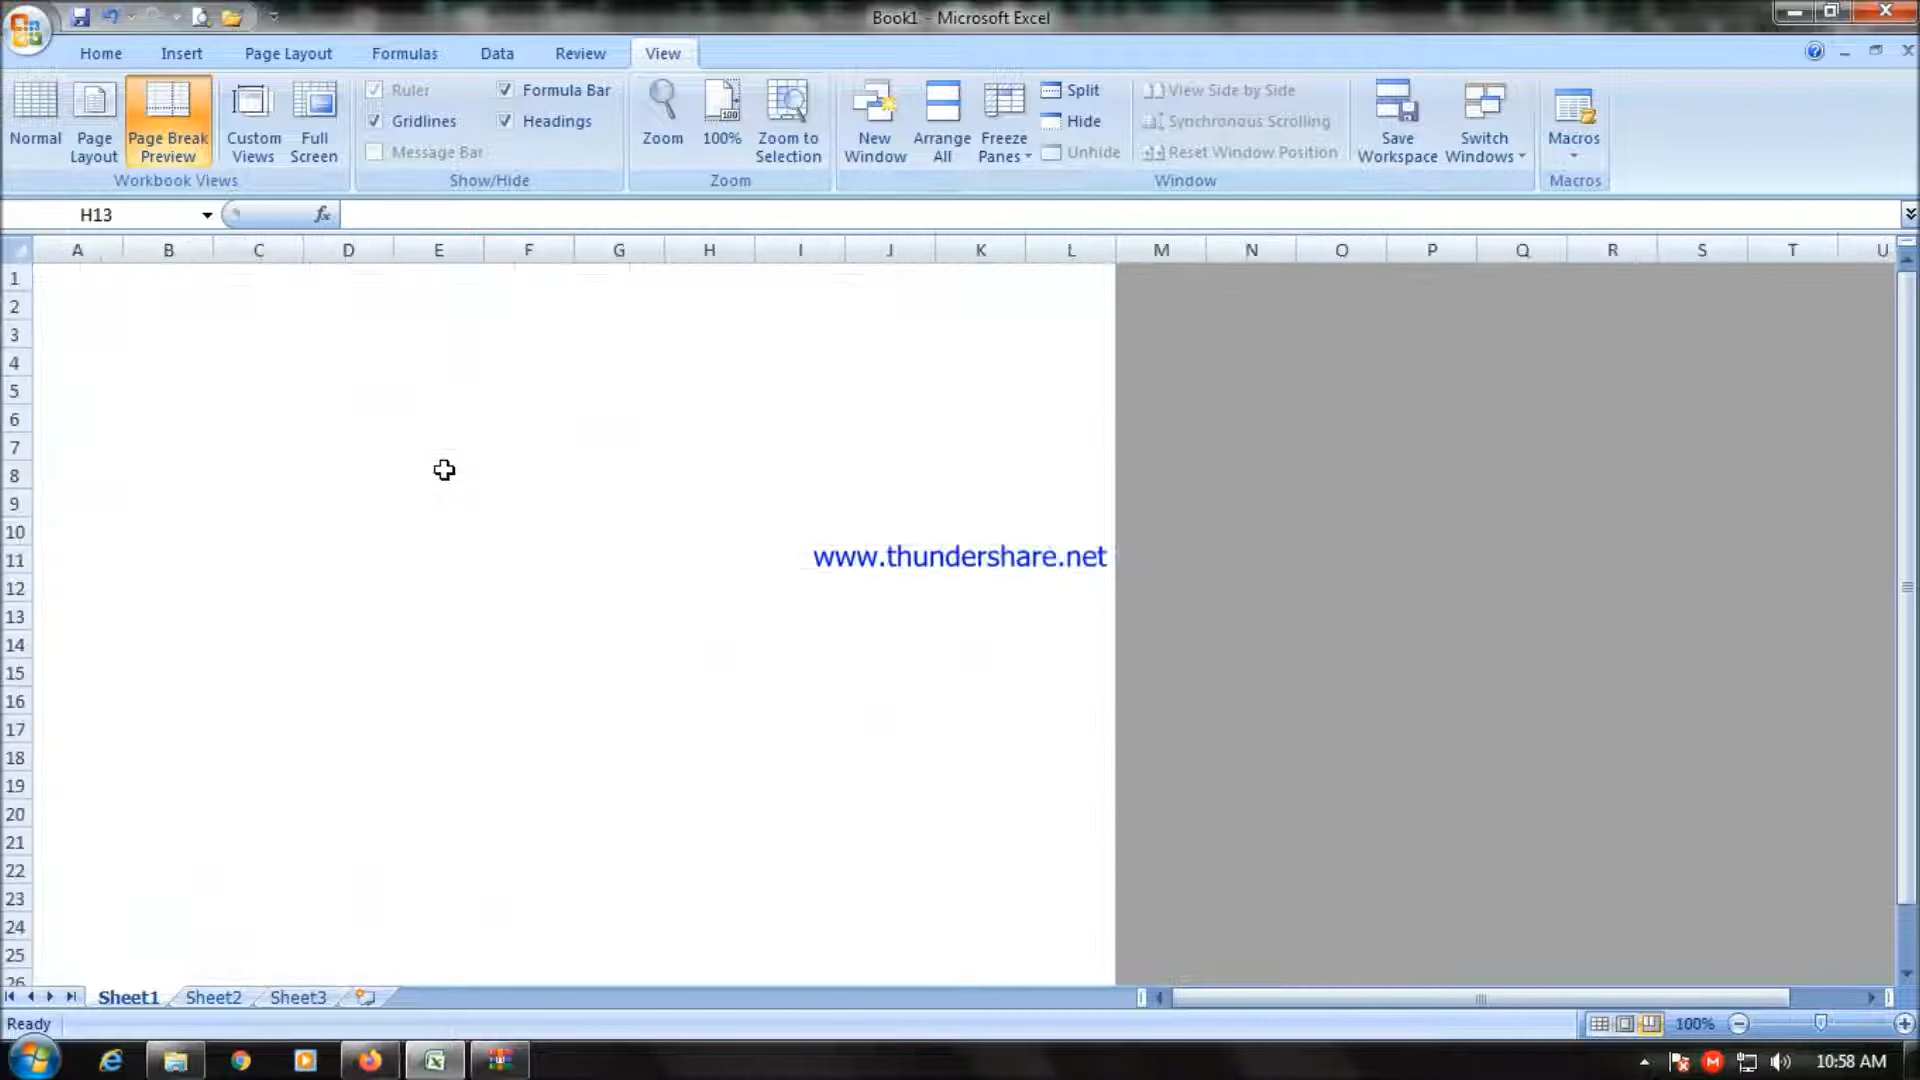 Book1 - Microsoft Excel
Home Insert Page Layout Formulas Data Review View
Normal
Page Layout
Page Break Preview
Custom Views
Full Screen
Workbook Views
Ruler
Gridlines
Message Bar
Formula Bar
Headings
Show/Hide
Zoom
100%
Zoom to Selection
Zoom
New Window
Arrange All
Freeze Panes
Split
Hide
Unhide
View Side by Side
Synchronous Scrolling
Reset Window Position
Window
Save Workspace
Switch Windows
Macros
Macros
H13
fx
A B C D E F G H I J K L M N O P Q R S T U
1
2
3
4
5
6
7
8
9
10
www.thundershare.net
11
12
13
14
15
16
17
18
19
20
21
22
23
24
25
26
Sheet1 Sheet2 Sheet3
Ready
100%
10:58 AM